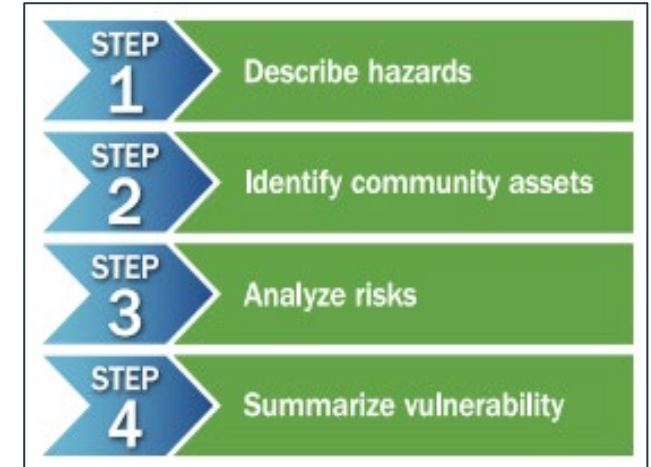 STEP
1
Describe hazards
STEP
2
Identify community assets
STEP
3
Analyze risks
STEP
4
Summarize vulnerability